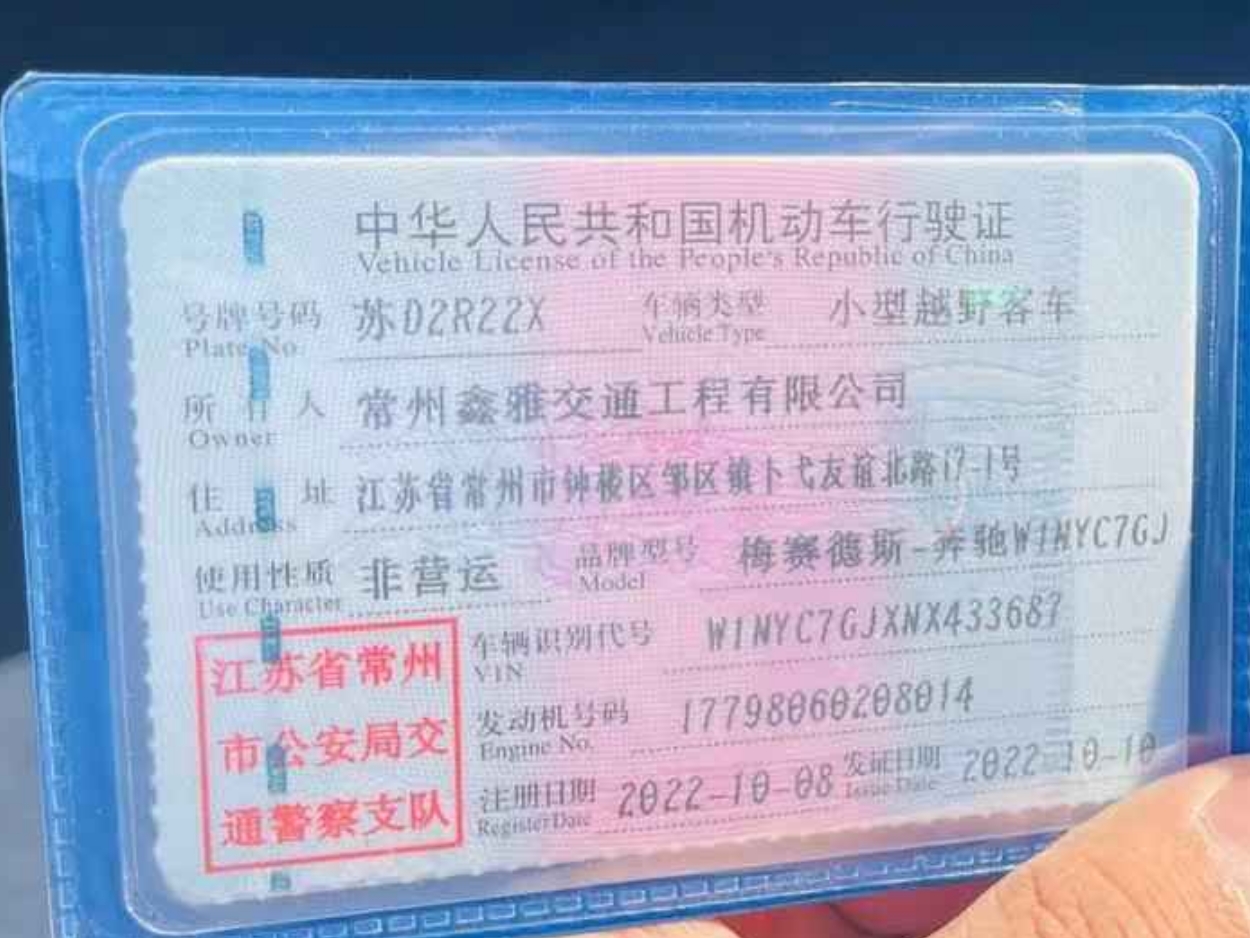 中华人民共和国机动车行驶证
Vehicle License of the People's Republic of China
号牌号码 苏D2R22X 车辆类型 小型越野客车
Plate No. Vehicle Type
所有人 常州鑫雅交通工程有限公司
Owner
住址 江苏省常州市钟楼区邹区镇卜弋友谊北路17-1号
Address
使用性质 非营运 品牌型号 梅赛德斯-奔驰W1NYC7GJ
Use Character Model
江苏省常州
市公安局交
通警察支队
车辆识别代号 W1NYC7GJXNX433687
VIN
发动机号码 17798060208014
Engine No.
注册日期 2022-10-08 发证日期 2022-10-10
Register Date Issue Date